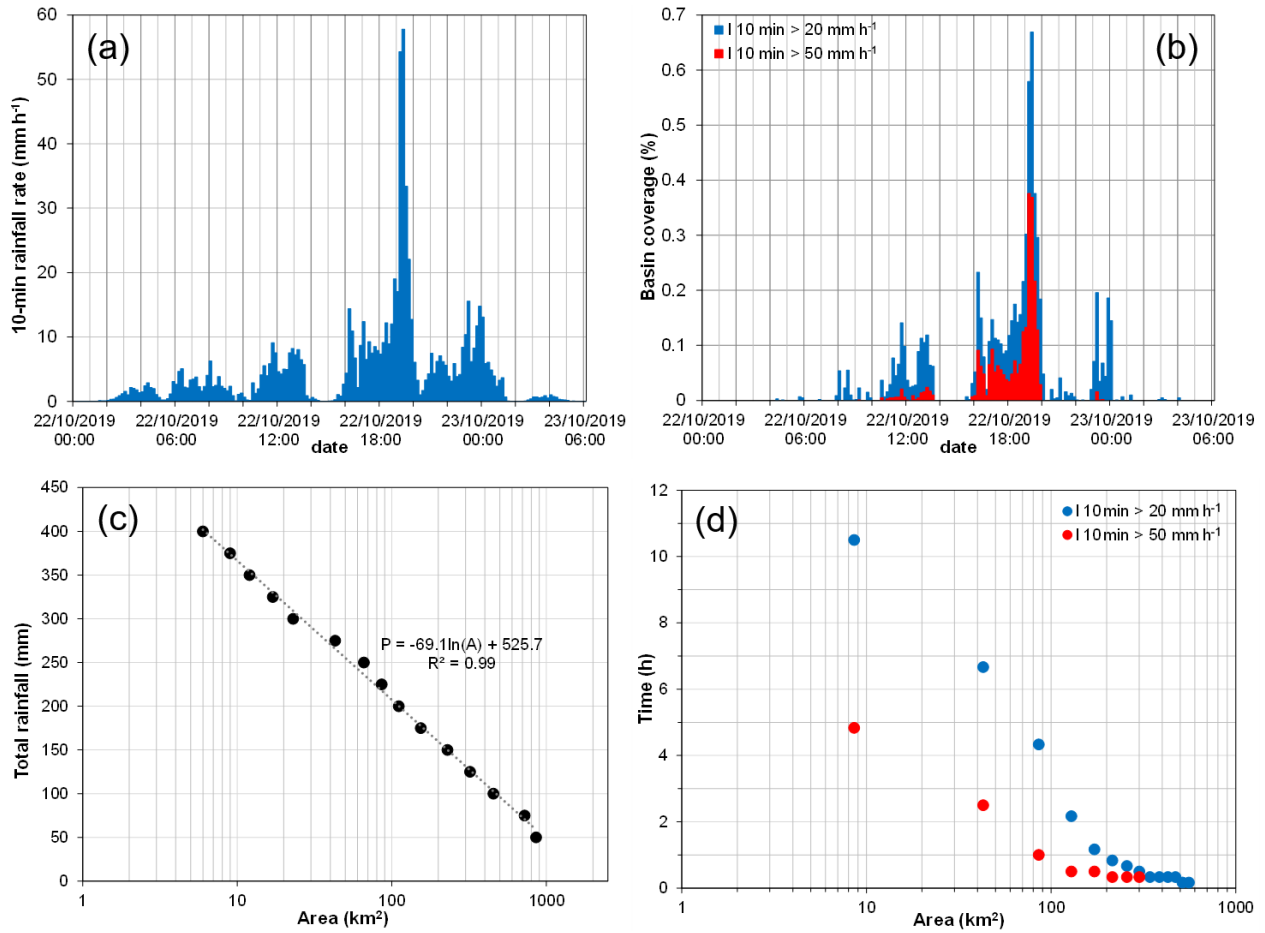 (a)
10-min rainfall rate (mm h⁻¹)
60
50
40
30
20
10
0
22/10/2019 22/10/2019 22/10/2019 22/10/2019 23/10/2019 23/10/2019
00:00 06:00 12:00 18:00 00:00 06:00
date
(b)
I 10 min > 20 mm h⁻¹
I 10 min > 50 mm h⁻¹
Basin coverage (%)
0.7
0.6
0.5
0.4
0.3
0.2
0.1
0
22/10/2019 22/10/2019 22/10/2019 22/10/2019 23/10/2019 23/10/2019
00:00 06:00 12:00 18:00 00:00 06:00
date
(c)
Total rainfall (mm)
450
400
350
300
250
200
150
100
50
0
P = -69.1ln(A) + 525.7
R² = 0.99
1 10 100 1000
Area (km²)
(d)
I 10min > 20 mm h⁻¹
I 10min > 50 mm h⁻¹
Time (h)
12
10
8
6
4
2
0
1 10 100 1000
Area (km²)